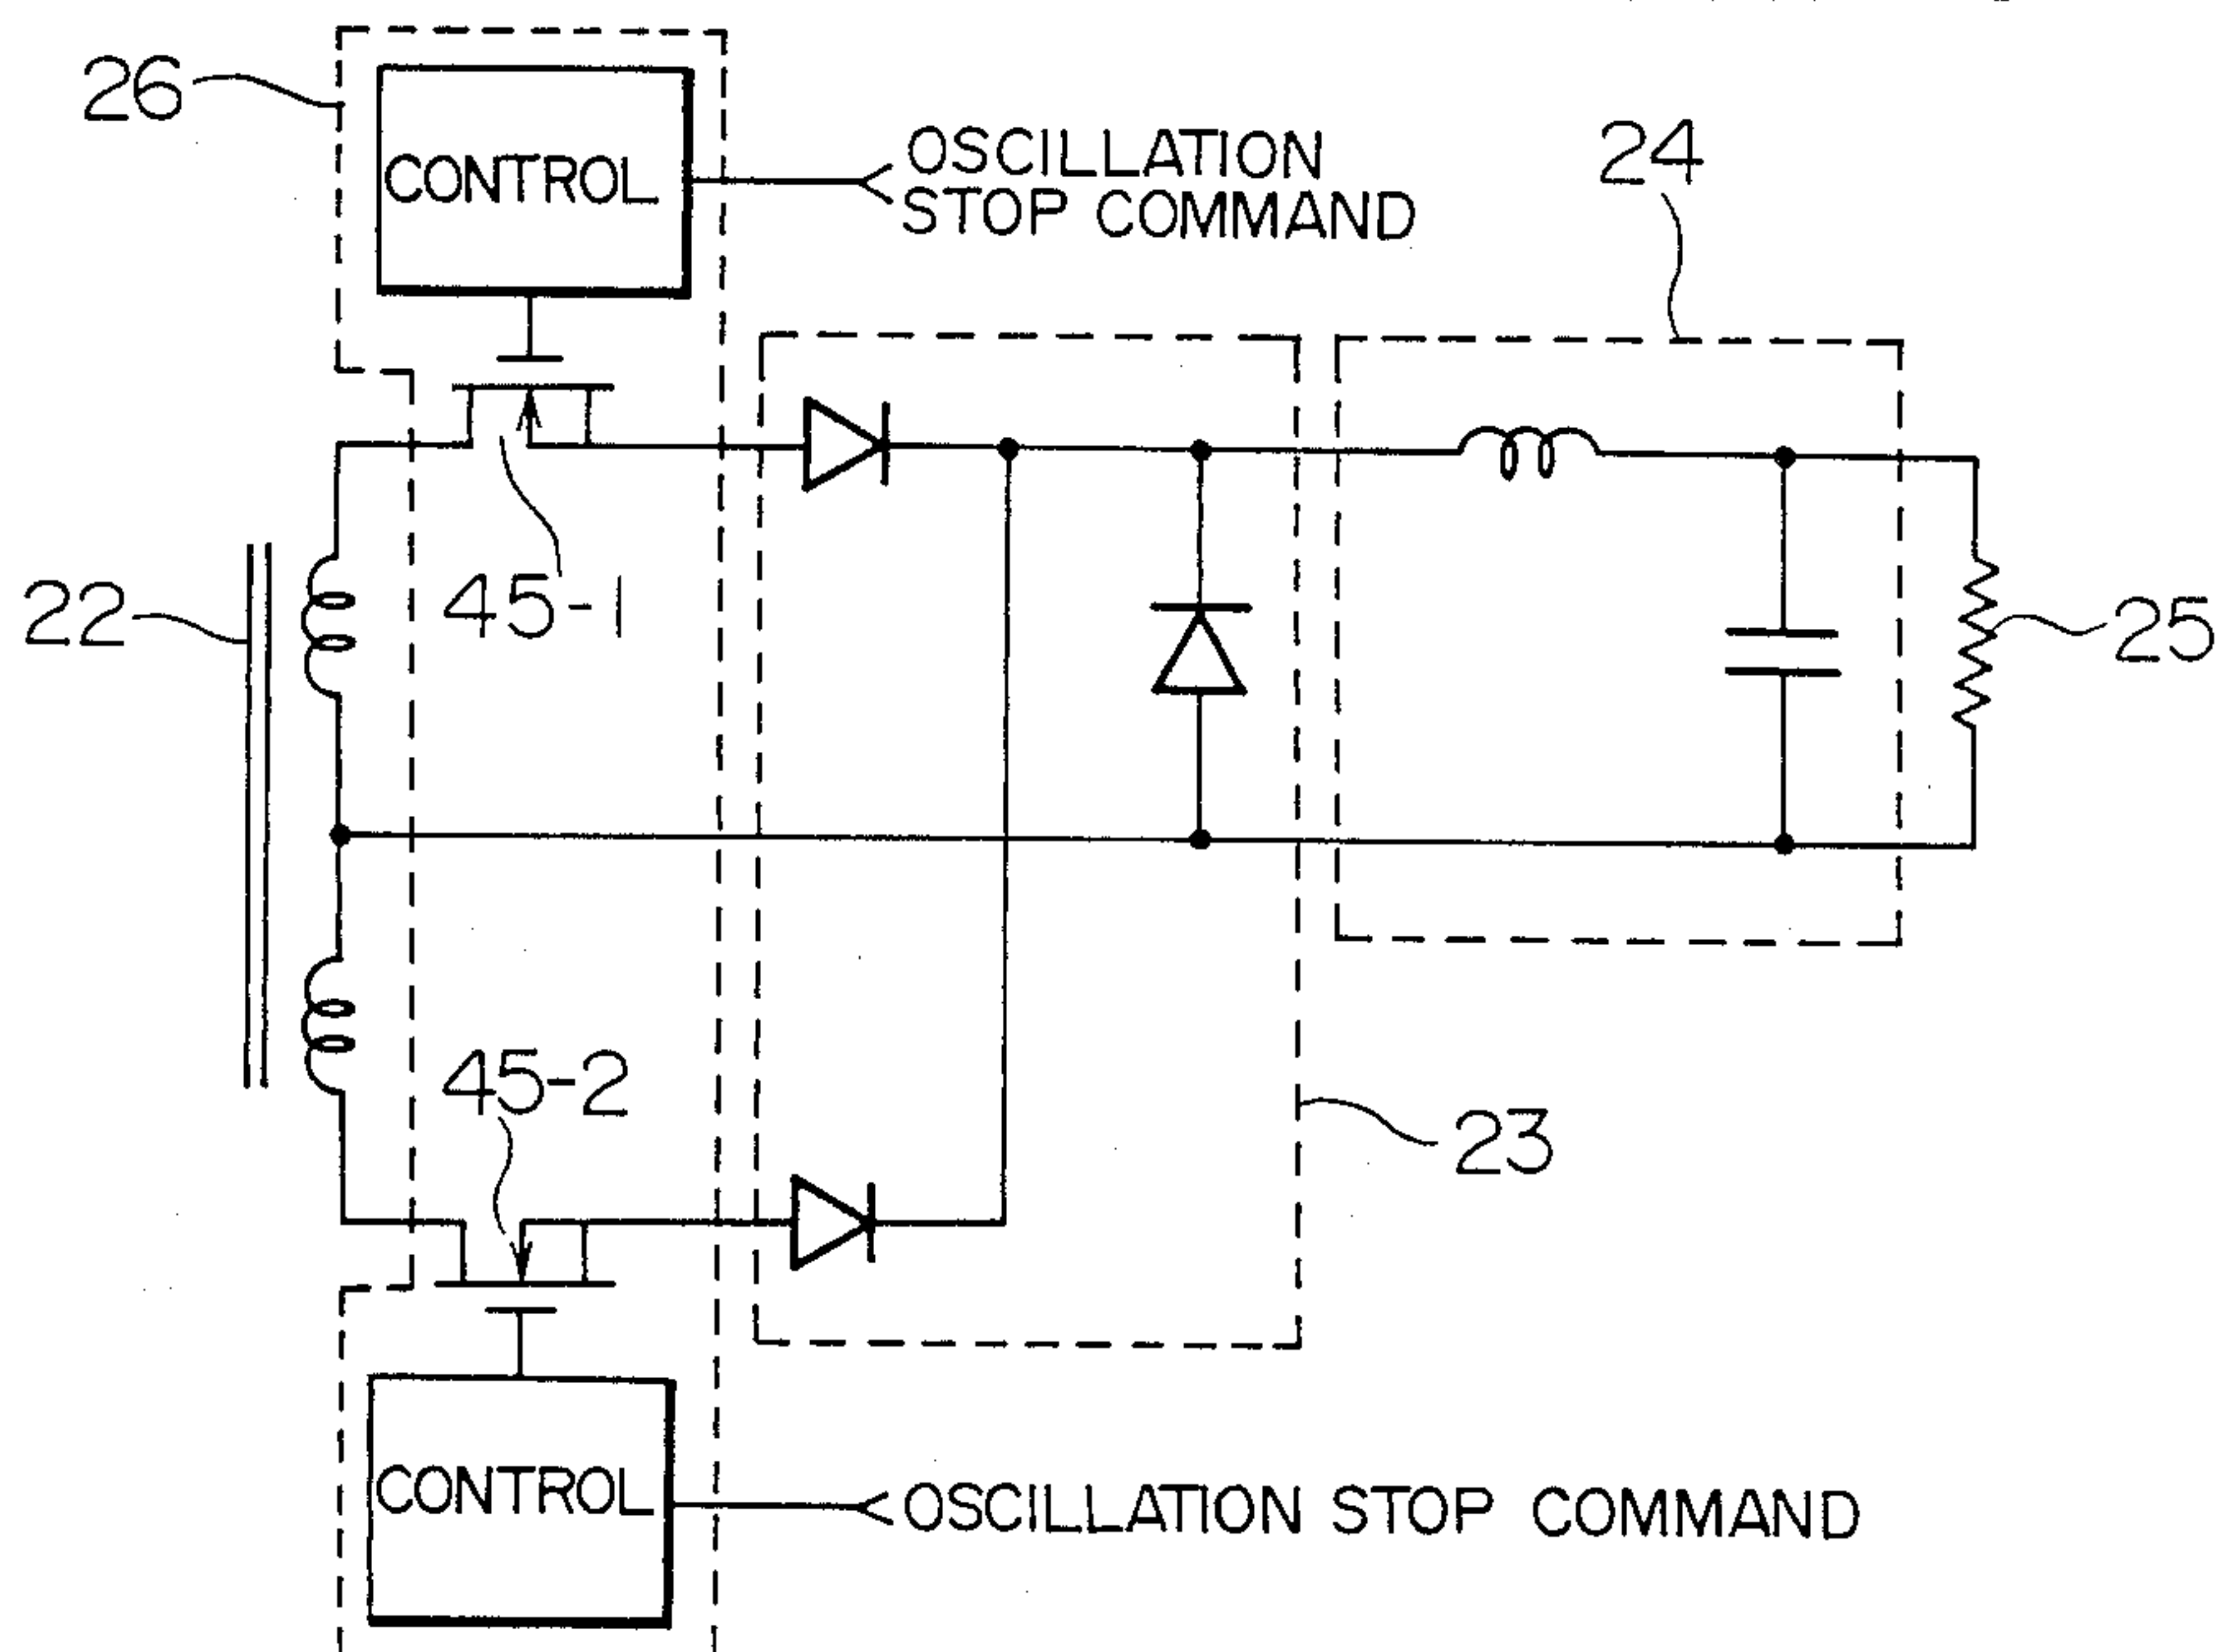 26
CONTROL
OSCILLATION
STOP COMMAND
24
22
45-1
25
45-2
23
CONTROL
OSCILLATION STOP COMMAND